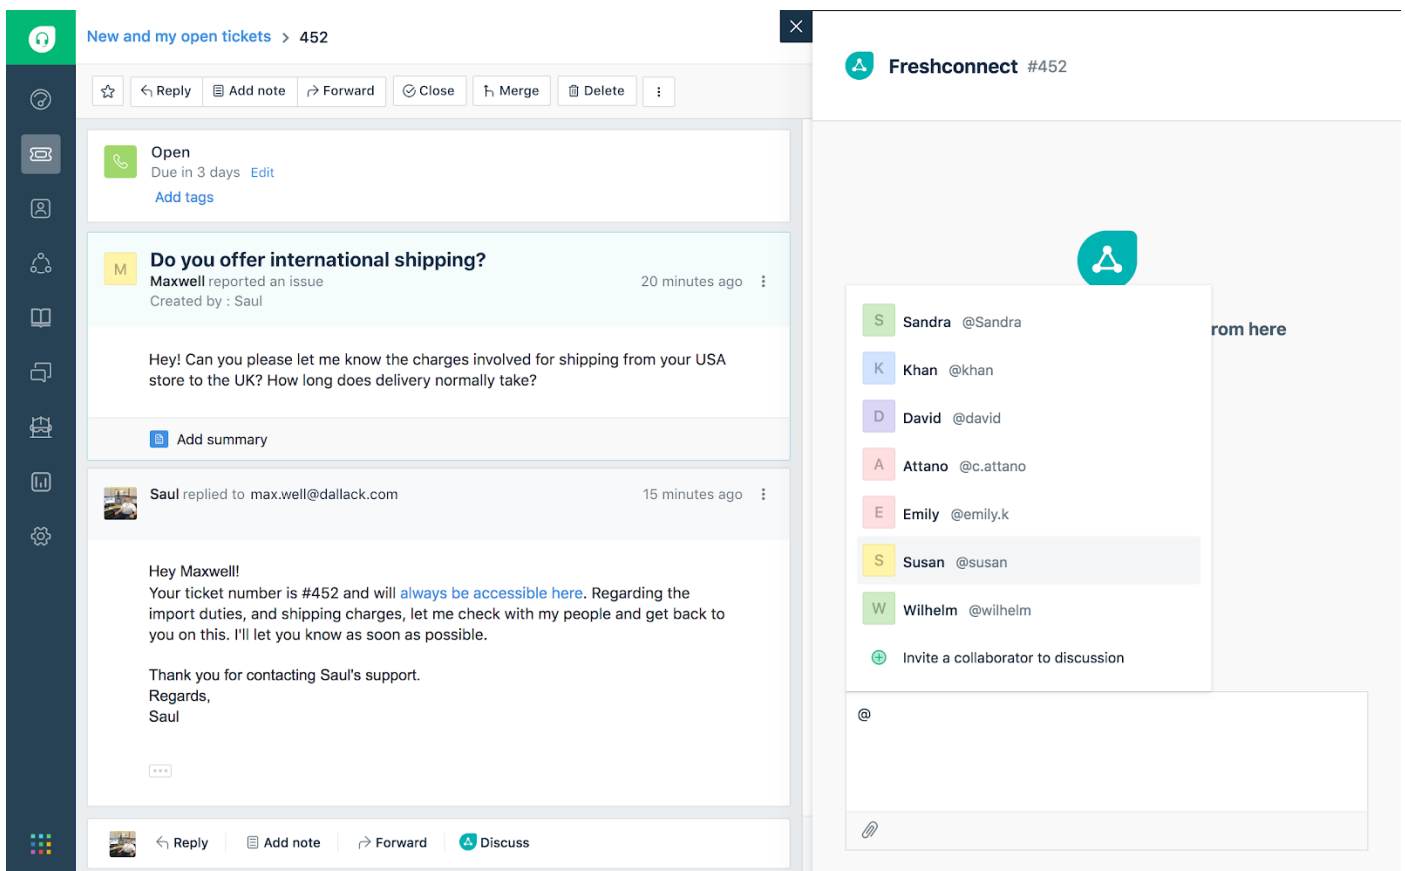 New and my open tickets > 452
Reply
Add note
Forward
Close
Merge
Delete
Open
Due in 3 days Edit
Add tags
M
Do you offer international shipping?
Maxwell reported an issue
20 minutes ago
Created by : Saul
Hey! Can you please let me know the charges involved for shipping from your USA
store to the UK? How long does delivery normally take?
Add summary
Saul replied to max.well@dallack.com
15 minutes ago
Hey Maxwell!
Your ticket number is #452 and will always be accessible here. Regarding the
import duties, and shipping charges, let me check with my people and get back to
you on this. I'll let you know as soon as possible.
Thank you for contacting Saul's support.
Regards,
Saul
Reply
Add note
Forward
Discuss
Freshconnect #452
rom here
S Sandra @Sandra
K Khan @khan
D David @david
A Attano @c.attano
E Emily @emily.k
S Susan @susan
W Wilhelm @wilhelm
Invite a collaborator to discussion
@